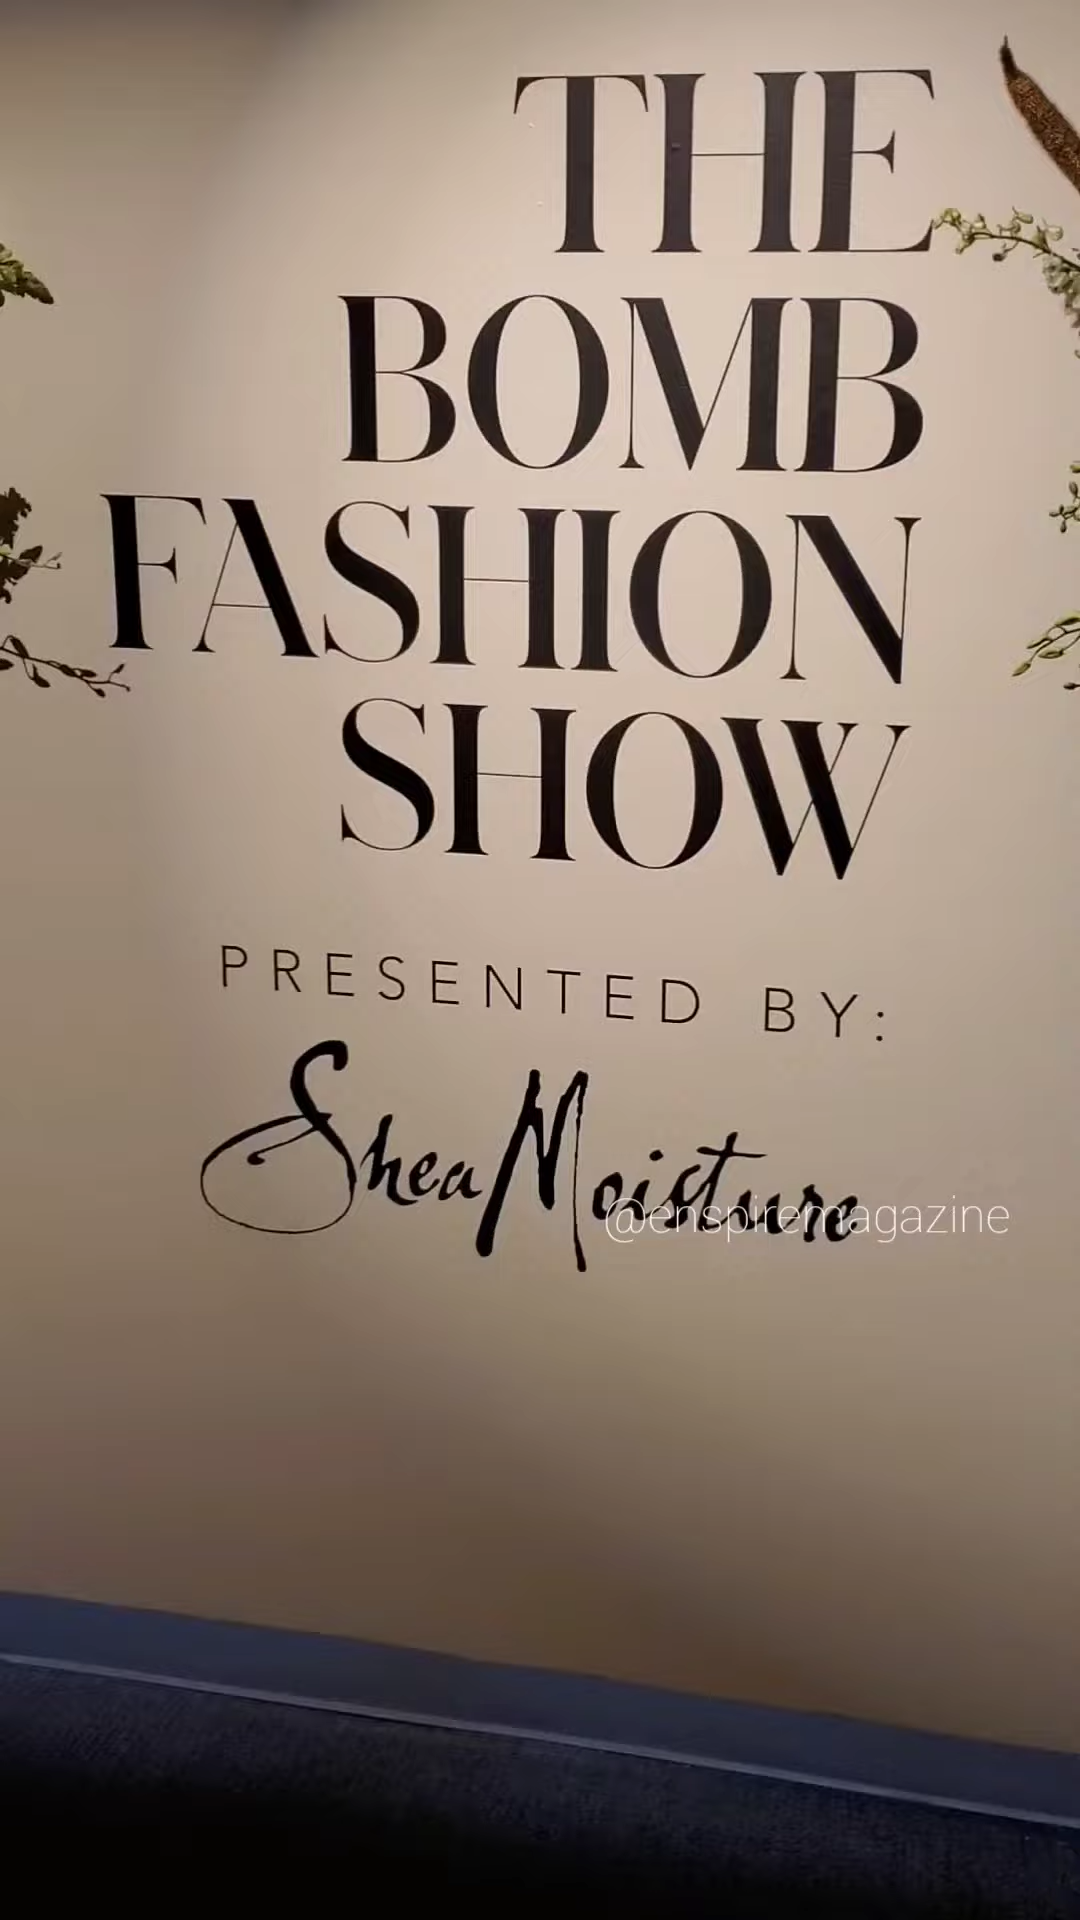 THE
BOMB
FASHION
SHOW
PRESENTED BY:
SheaMoisture
@enspiremagazine